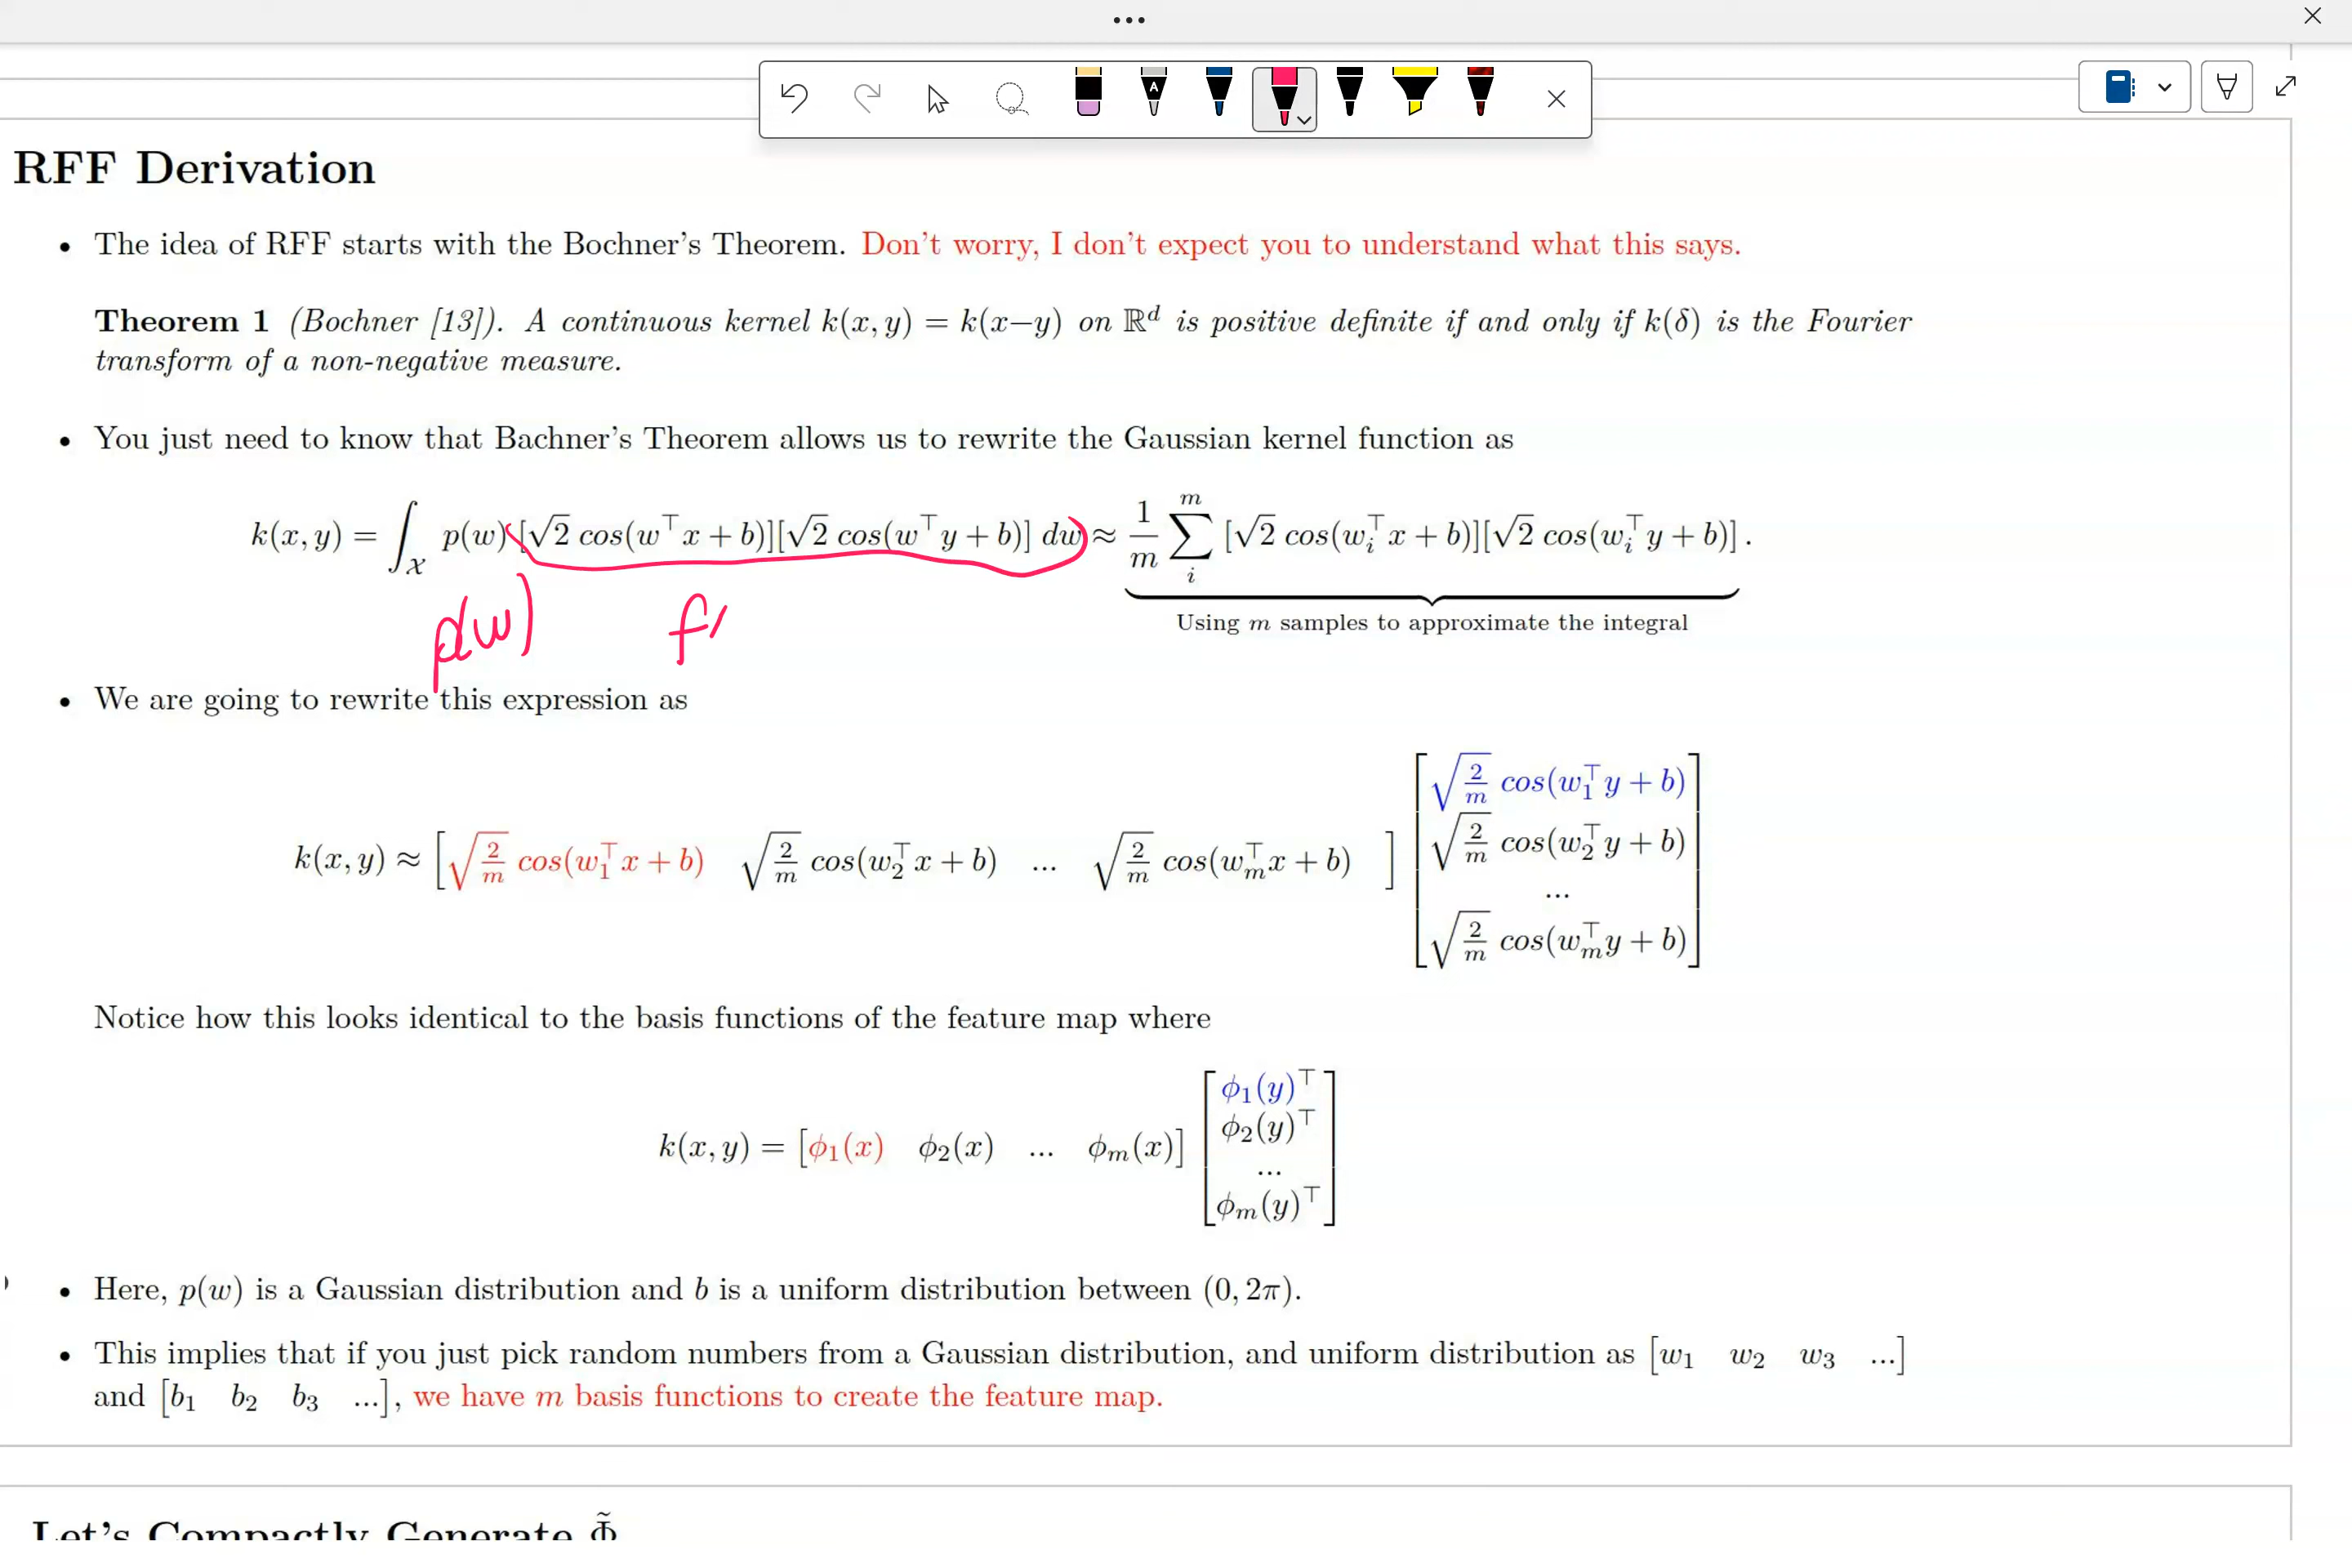 RFF Derivation
• The idea of RFF starts with the Bochner's Theorem. Don't worry, I don't expect you to understand what this says.
Theorem 1 (Bochner [13]). A continuous kernel k(x, y) = k(x−y) on ℝᵈ is positive definite if and only if k(δ) is the Fourier
transform of a non-negative measure.
• You just need to know that Bachner's Theorem allows us to rewrite the Gaussian kernel function as
k(x, y) = ∫_𝒳 p(w) [√2 cos(w^⊤ x + b)][√2 cos(w^⊤ y + b)] dw ≈ 1/m ∑_i^m [√2 cos(w_i^⊤ x + b)][√2 cos(w_i^⊤ y + b)] .
Using m samples to approximate the integral
p(w) f
• We are going to rewrite this expression as
k(x, y) ≈ [√(2/m) cos(w_1^⊤ x + b) √(2/m) cos(w_2^⊤ x + b) ... √(2/m) cos(w_m^⊤ x + b) ] [√(2/m) cos(w_1^⊤ y + b)
√(2/m) cos(w_2^⊤ y + b)
...
√(2/m) cos(w_m^⊤ y + b)]
Notice how this looks identical to the basis functions of the feature map where
k(x, y) = [ϕ_1(x) ϕ_2(x) ... ϕ_m(x)] [ϕ_1(y)^⊤
ϕ_2(y)^⊤
...
ϕ_m(y)^⊤]
• Here, p(w) is a Gaussian distribution and b is a uniform distribution between (0, 2π).
• This implies that if you just pick random numbers from a Gaussian distribution, and uniform distribution as [w_1 w_2 w_3 ...]
and [b_1 b_2 b_3 ...], we have m basis functions to create the feature map.
Let's Compactly Generate Φ̃